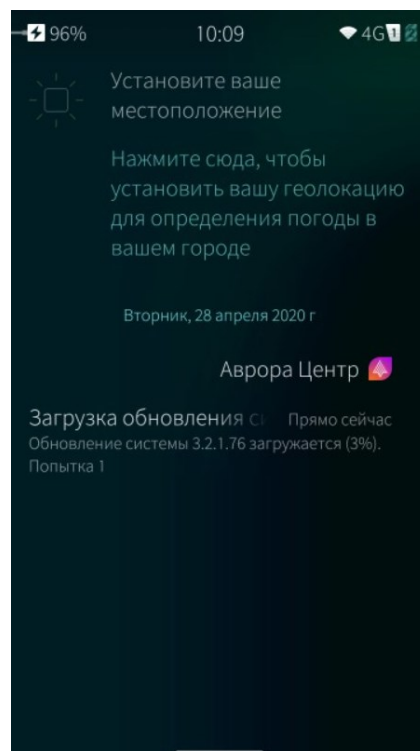 96% 10:09 4G 1
Установите ваше
местоположение
Нажмите сюда, чтобы
установить вашу геолокацию
для определения погоды в
вашем городе
Вторник, 28 апреля 2020 г
Аврора Центр
Загрузка обновления Прямо сейчас
Обновление системы 3.2.1.76 загружается (3%).
Попытка 1